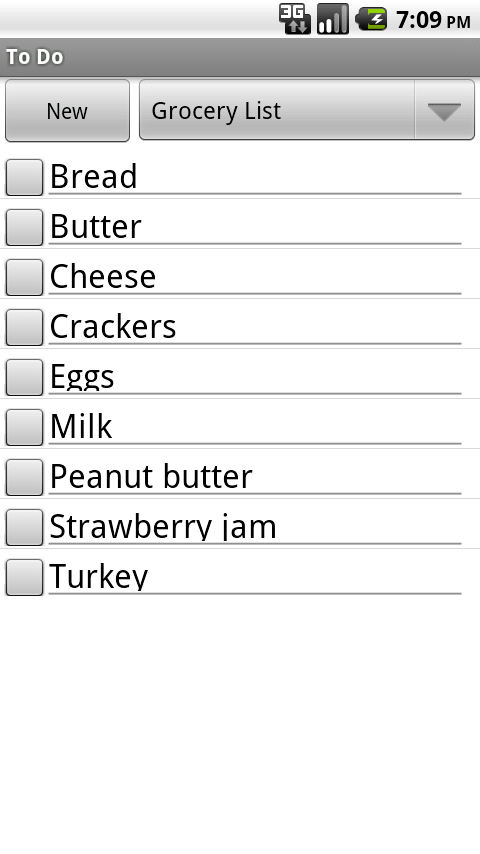 3G 7:09 PM
To Do
New Grocery List
Bread
Butter
Cheese
Crackers
Eggs
Milk
Peanut butter
Strawberry jam
Turkey